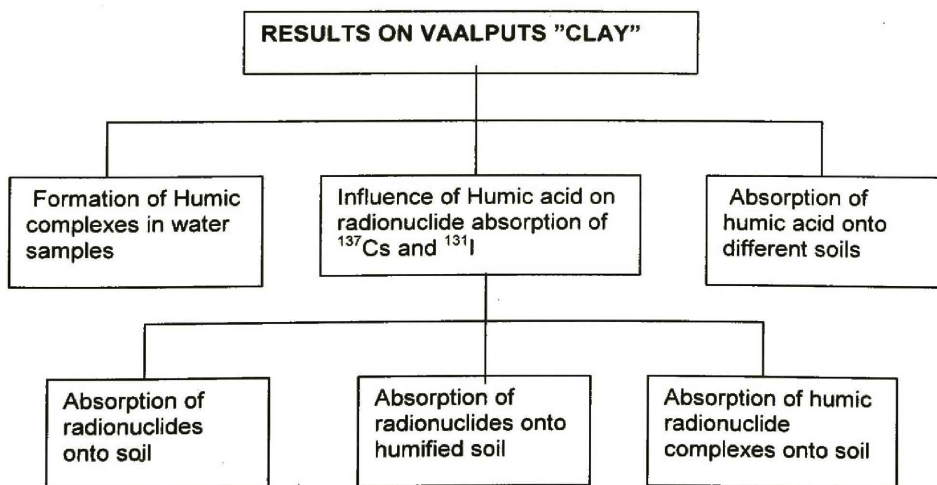 RESULTS ON VAALPUTS ”CLAY”
Formation of Humic
complexes in water
samples
Influence of Humic acid on
radionuclide absorption of
¹³⁷Cs and ¹³¹I
Absorption of
humic acid onto
different soils
Absorption of
radionuclides
onto soil
Absorption of
radionuclides onto
humified soil
Absorption of humic
radionuclide
complexes onto soil